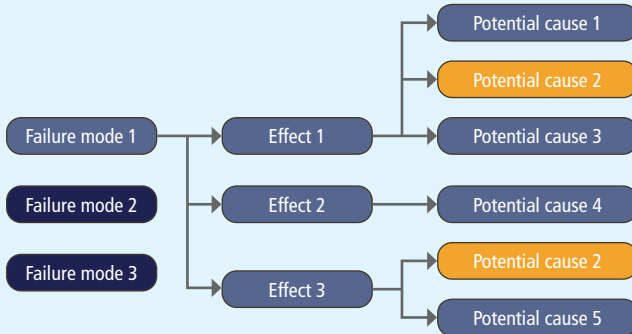 Potential cause 1
Potential cause 2
Failure mode 1
Effect 1
Potential cause 3
Failure mode 2
Effect 2
Potential cause 4
Failure mode 3
Potential cause 2
Effect 3
Potential cause 5